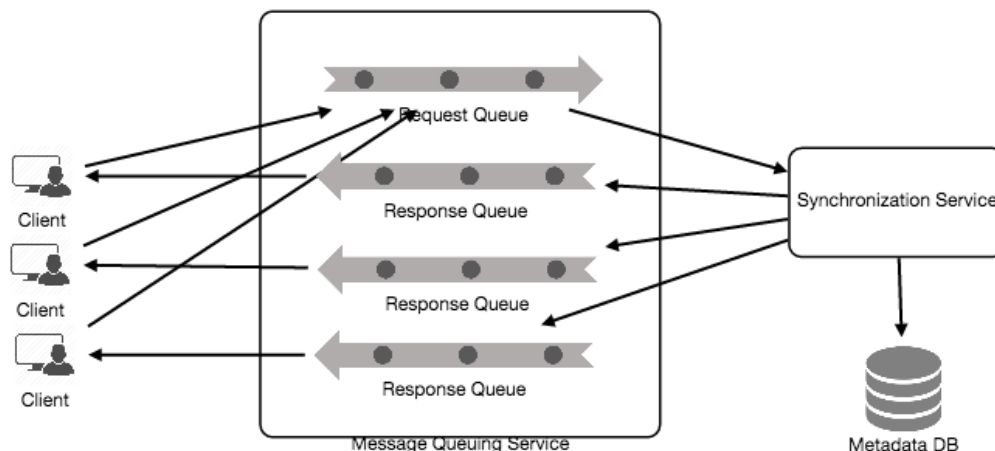 Request Queue
Client
Response Queue
Synchronization Service
Client
Response Queue
Client
Response Queue
Message Queuing Service
Metadata DB